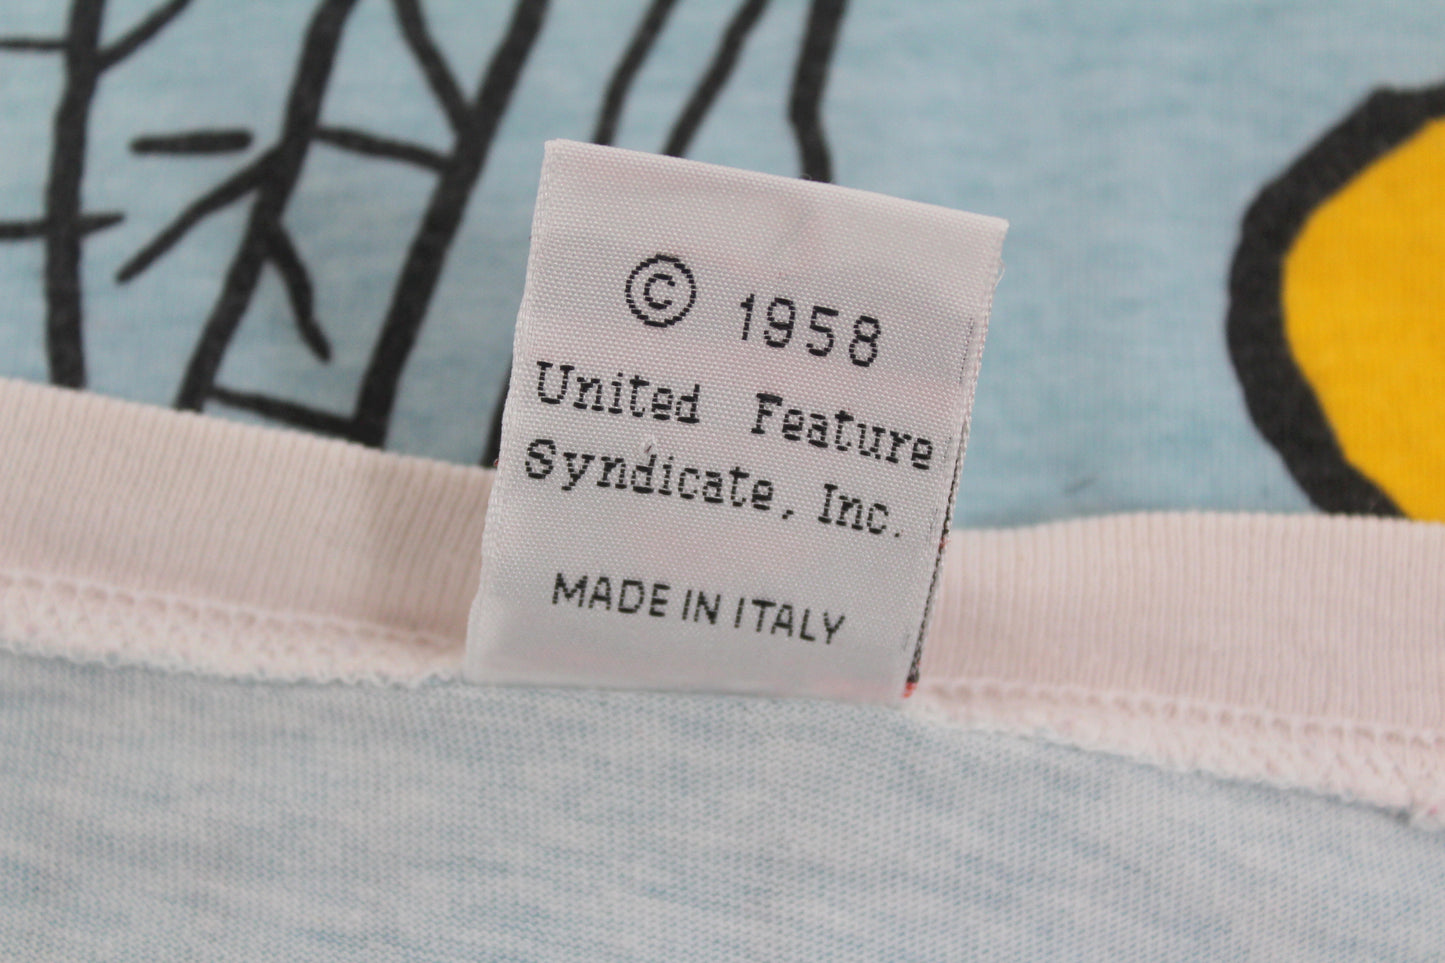 © 1958
United Feature
Syndicate, Inc.
MADE IN ITALY